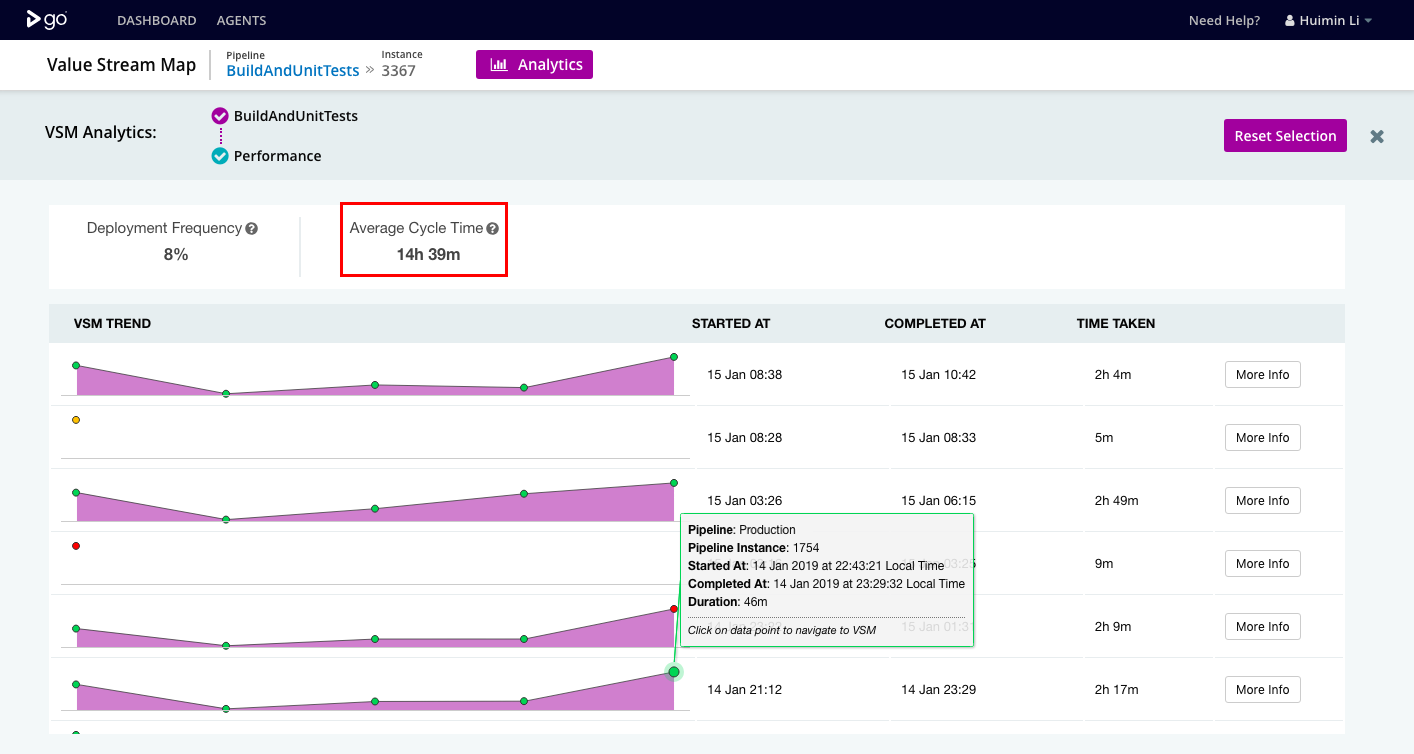 go
DASHBOARD AGENTS Need Help? Huimin Li
Value Stream Map
Pipeline Instance
BuildAndUnitTests » 3367
Analytics
VSM Analytics:
BuildAndUnitTests
Performance
Reset Selection
Deployment Frequency ?
8%
Average Cycle Time ?
14h 39m
VSM TREND STARTED AT COMPLETED AT TIME TAKEN
15 Jan 08:38 15 Jan 10:42 2h 4m More Info
15 Jan 08:28 15 Jan 08:33 5m More Info
15 Jan 03:26 15 Jan 06:15 2h 49m More Info
Pipeline: Production
Pipeline Instance: 1754
Started At: 14 Jan 2019 at 22:43:21 Local Time
Completed At: 14 Jan 2019 at 23:29:32 Local Time
Duration: 46m
Click on data point to navigate to VSM
15 Jan 03:25 9m More Info
15 Jan 01:31 2h 9m More Info
14 Jan 21:12 14 Jan 23:29 2h 17m More Info